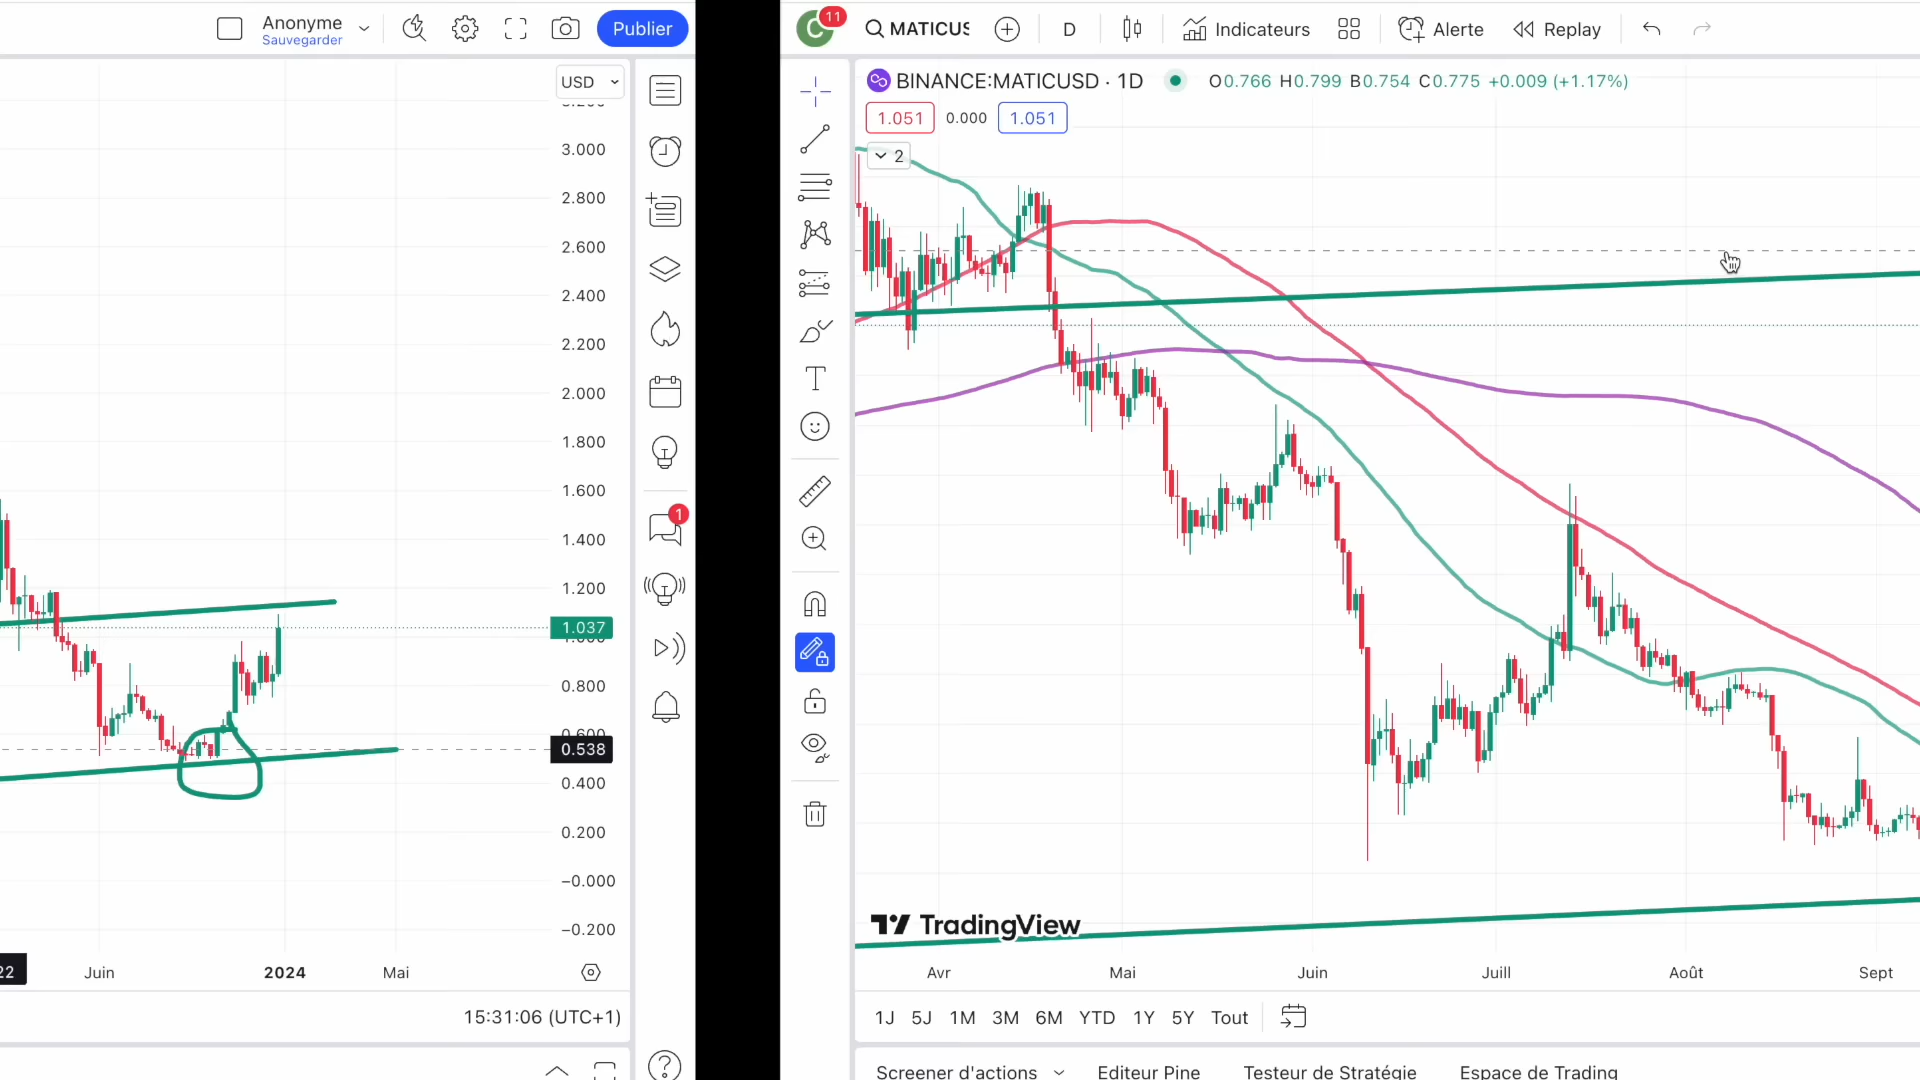 Anonyme
Sauvegarder
Publier
USD
3.000
2.800
2.600
2.400
2.200
2.000
1.800
1.600
1.400
1.200
1.037
0.800
0.538
0.400
0.200
−0.000
−0.200
22
Juin
2024
Mai
15:31:06 (UTC+1)
1
C
11
MATICUS
D
Indicateurs
Alerte
Replay
BINANCE:MATICUSD · 1D
O0.766 H0.799 B0.754 C0.775 +0.009 (+1.17%)
1.051
0.000
1.051
2
TradingView
Avr
Mai
Juin
Juill
Août
Sept
1J 5J 1M 3M 6M YTD 1Y 5Y Tout
Screener d'actions
Editeur Pine
Testeur de Stratégie
Espace de Trading